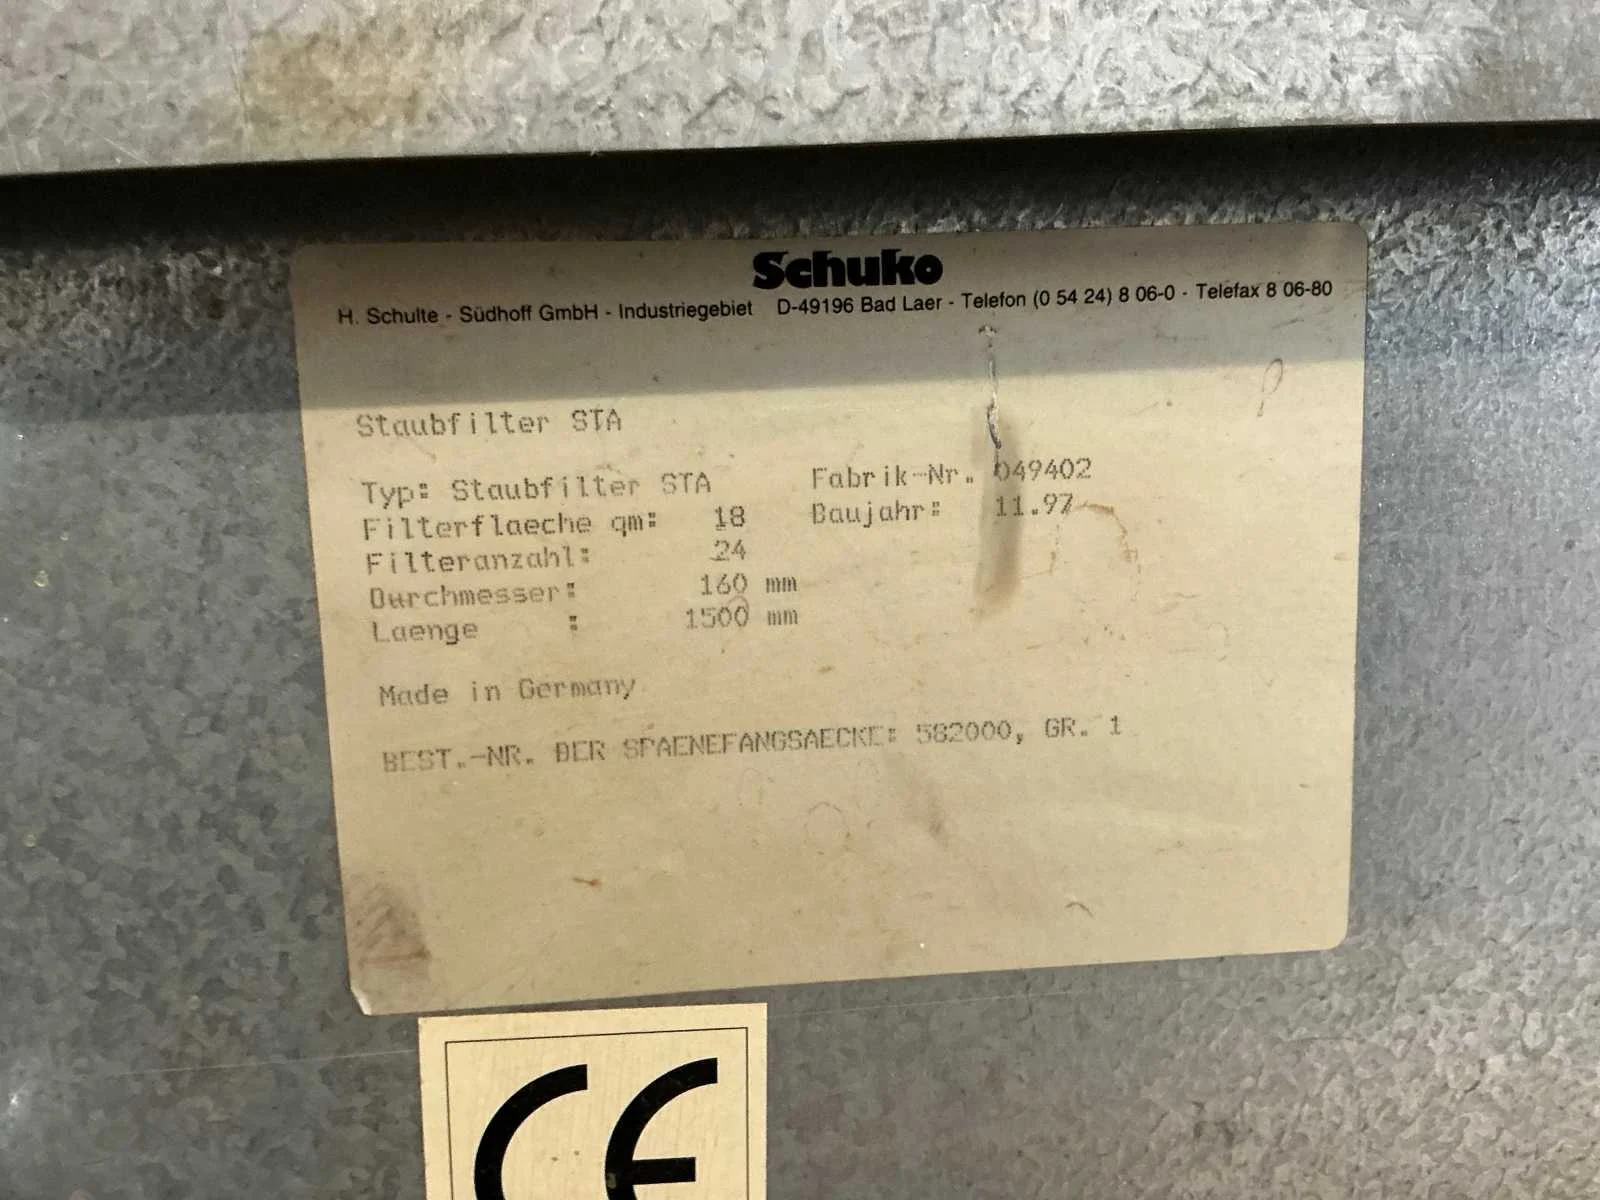 Schuko
H. Schulte - Südhoff GmbH - Industriegebiet D-49196 Bad Laer - Telefon (0 54 24) 8 06-0 - Telefax 8 06-80
Staubfilter STA
Typ: Staubfilter STA Fabrik-Nr. 049402
Filterflaeche qm: 18 Baujahr: 11.97
Filteranzahl: 24
Durchmesser: 160 mm
Laenge : 1500 mm
Made in Germany
BEST.-NR. DER SPAENEFANGSAECKE: 582000, GR. 1
CE